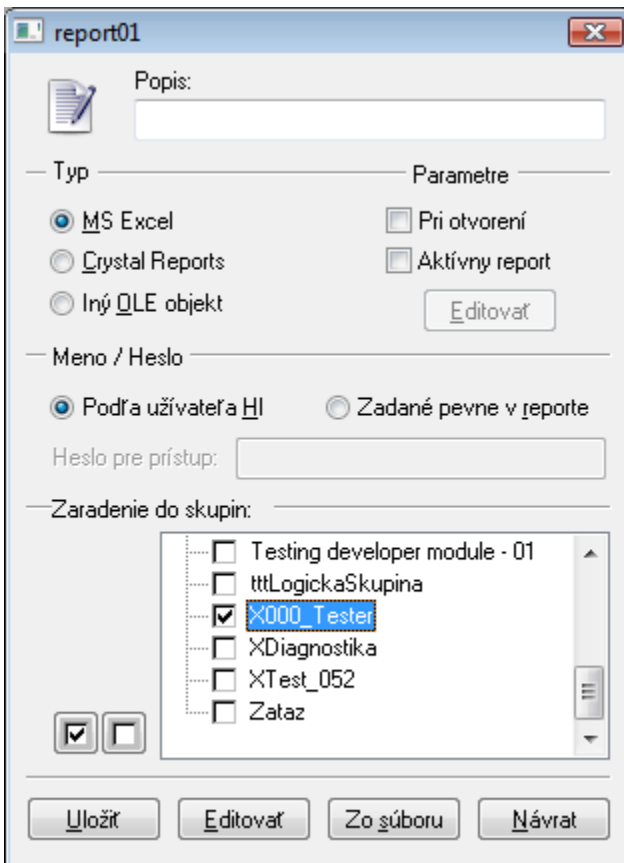 report01
Popis:
Typ
Parametre
MS Excel
Pri otvorení
Crystal Reports
Aktívny report
Iný OLE objekt
Editovať
Meno / Heslo
Podľa užívateľa HI
Zadané pevne v reporte
Heslo pre prístup:
Zaradenie do skupin:
Testing developer module - 01
tttLogickaSkupina
X000_Tester
XDiagnostika
XTest_052
Zataz
Uložiť
Editovať
Zo súboru
Návrat